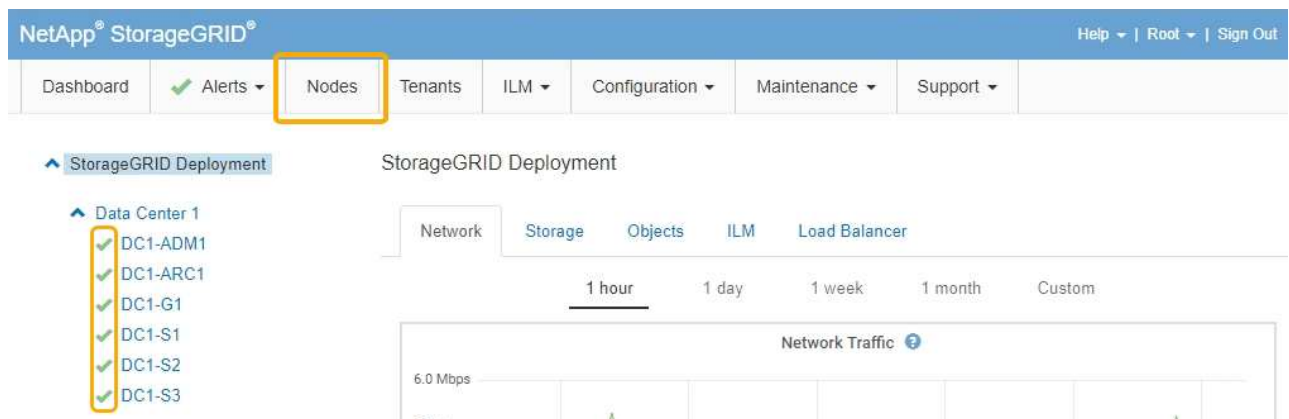 NetApp® StorageGRID®
Help | Root | Sign Out
Dashboard Alerts Nodes Tenants ILM Configuration Maintenance Support
StorageGRID Deployment
StorageGRID Deployment
Data Center 1
DC1-ADM1
DC1-ARC1
DC1-G1
DC1-S1
DC1-S2
DC1-S3
Network Storage Objects ILM Load Balancer
1 hour 1 day 1 week 1 month Custom
Network Traffic
6.0 Mbps